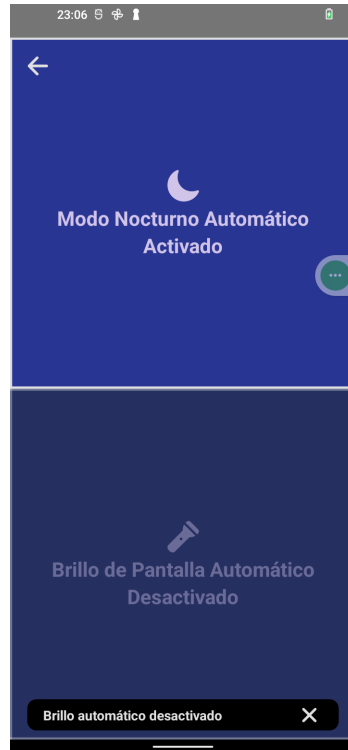 23:06
Modo Nocturno Automático
Activado
Brillo de Pantalla Automático
Desactivado
Brillo automático desactivado